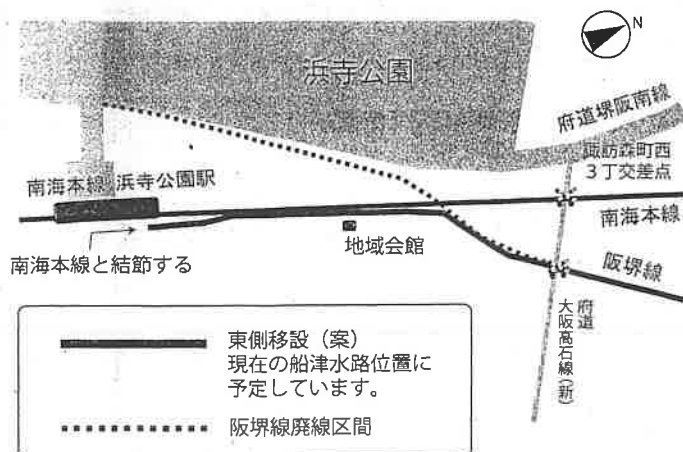 N
浜寺公園
府道堺阪南線
諏訪森町西
3丁交差点
南海本線 浜寺公園駅
南海本線
地域会館
阪堺線
南海本線と結節する
府道
大阪高石線(新)
東側移設(案)
現在の船津水路位置に
予定しています。
阪堺線廃線区間